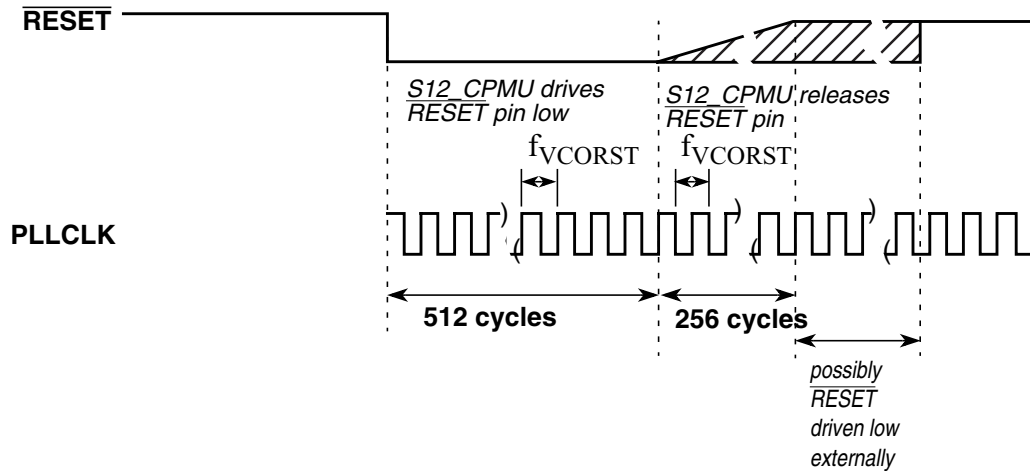 RESET
S12_CPMU drives
RESET pin low
S12_CPMU releases
RESET pin
fVCORST
fVCORST
PLLCLK
512 cycles
256 cycles
possibly
RESET
driven low
externally